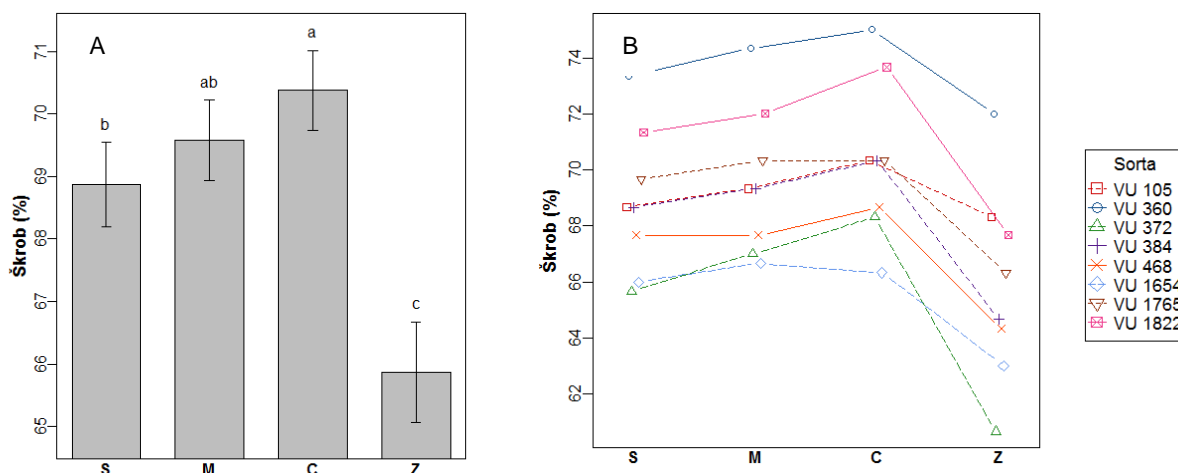 A
Škrob (%)
71
70
69
68
67
66
65
b
ab
a
c
S M C Z
B
Škrob (%)
74
72
70
68
66
64
62
S M C Z
Sorta
VU 105
VU 360
VU 372
VU 384
VU 468
VU 1654
VU 1765
VU 1822